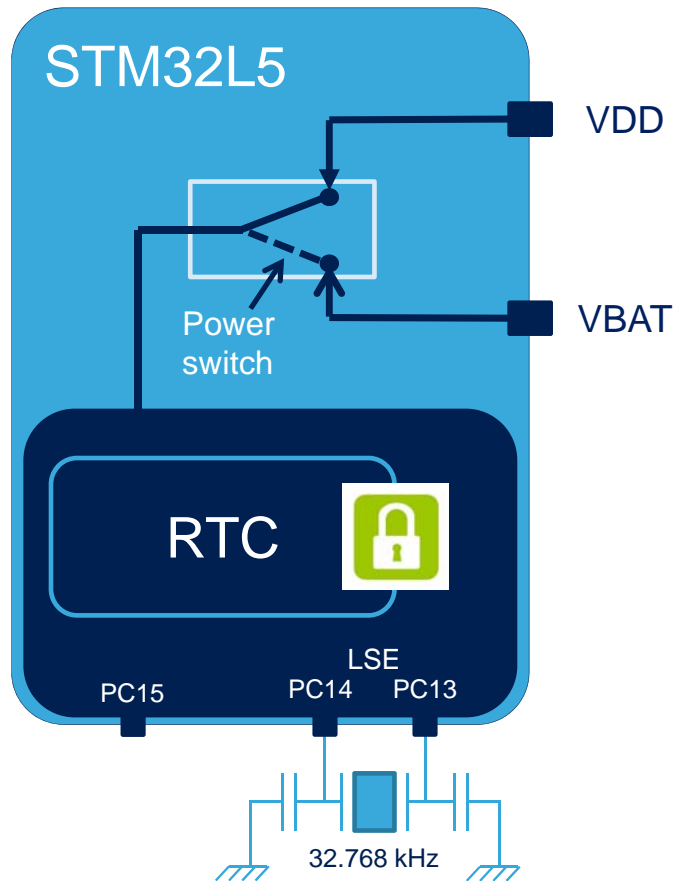 STM32L5
VDD
VBAT
Power
switch
RTC
LSE
PC15 PC14 PC13
32.768 kHz